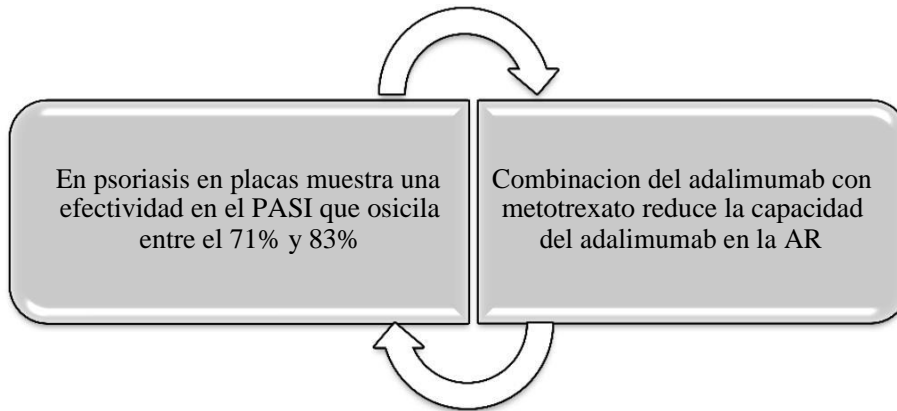 En psoriasis en placas muestra una
efectividad en el PASI que osicila
entre el 71% y 83%
Combinacion del adalimumab con
metotrexato reduce la capacidad
del adalimumab en la AR